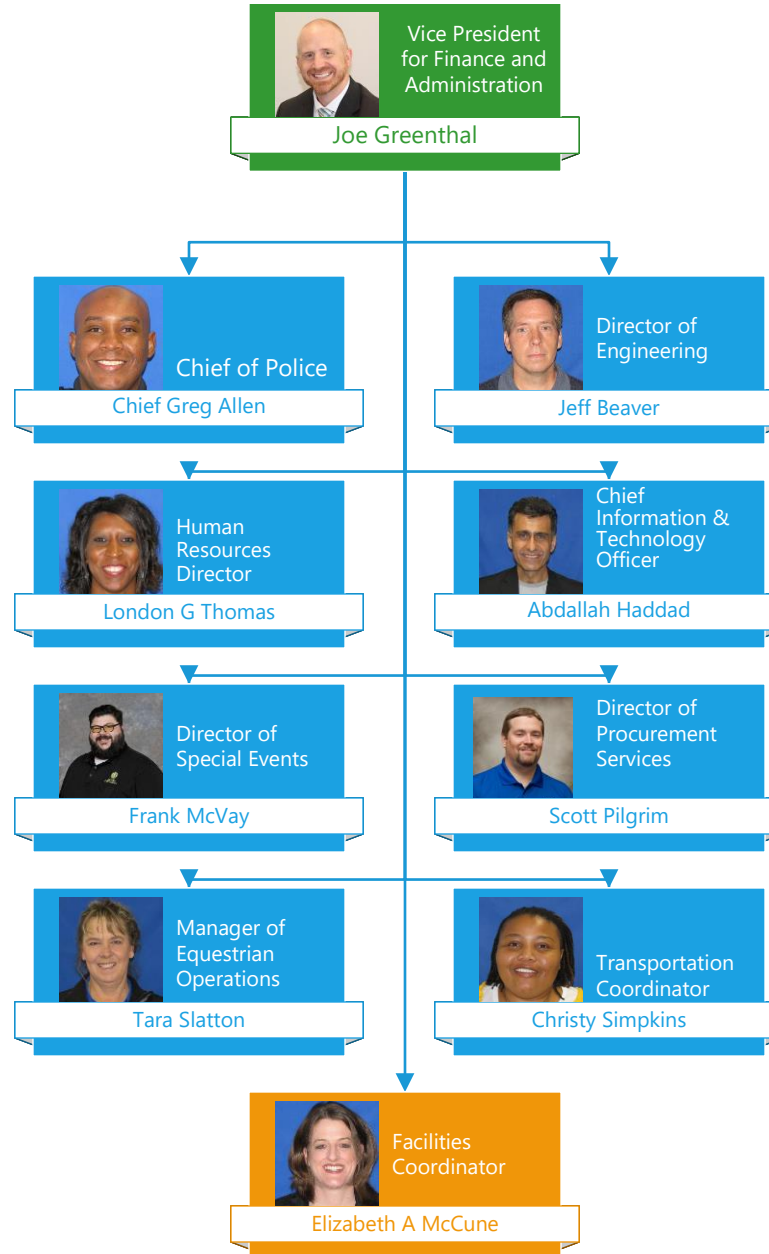 Vice President
for Finance and
Administration
Joe Greenthal
Chief of Police
Chief Greg Allen
Director of
Engineering
Jeff Beaver
Human
Resources
Director
London G Thomas
Chief
Information &
Technology
Officer
Abdallah Haddad
Director of
Special Events
Frank McVay
Director of
Procurement
Services
Scott Pilgrim
Manager of
Equestrian
Operations
Tara Slatton
Transportation
Coordinator
Christy Simpkins
Facilities
Coordinator
Elizabeth A McCune